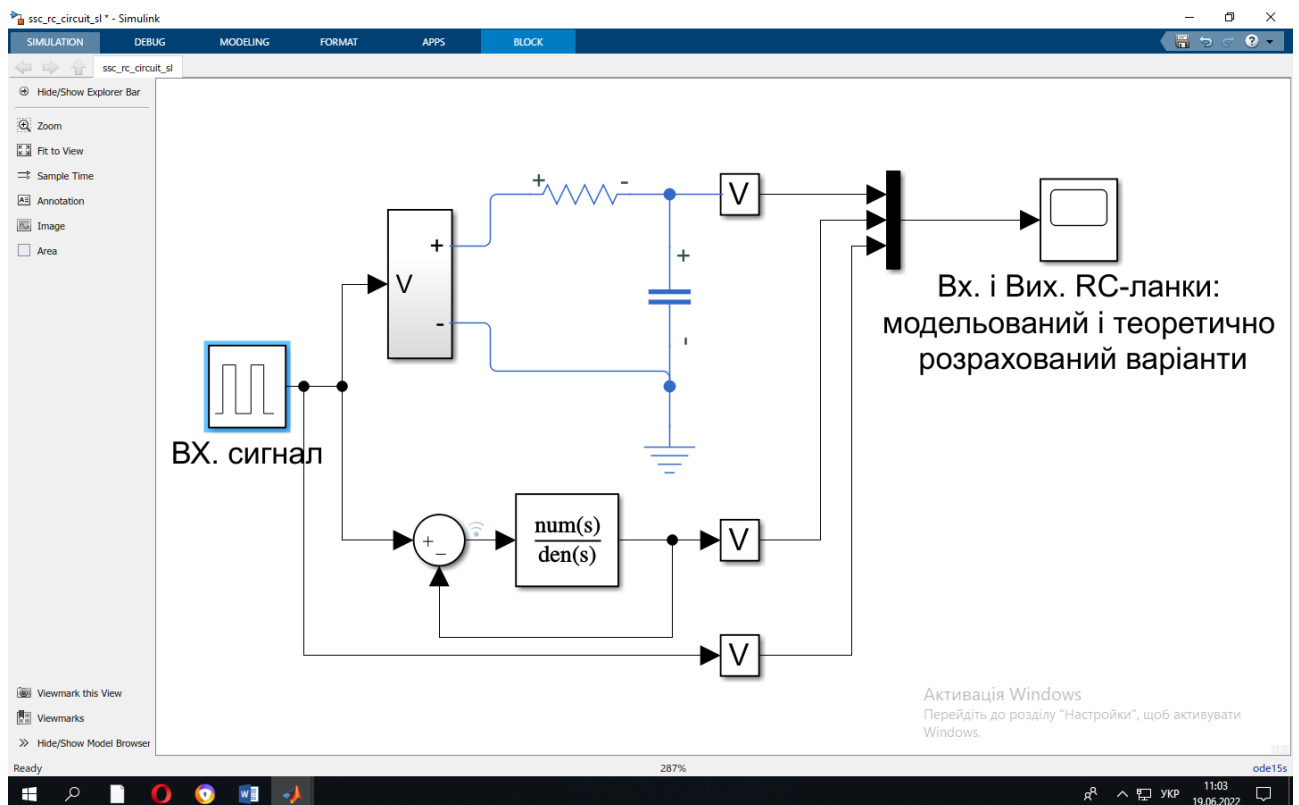 ssc_rc_circuit_sl * - Simulink
SIMULATION DEBUG MODELING FORMAT APPS BLOCK
ssc_rc_circuit_sl
Hide/Show Explorer Bar
Zoom
Fit to View
Sample Time
Annotation
Image
Area
+ -
V
+
V
+
-
-
Вх. і Вих. RC-ланки:
модельований і теоретично
розрахований варіанти
ВХ. сигнал
+
-
num(s)
den(s)
V
V
Viewmark this View
Viewmarks
Hide/Show Model Browser
Активація Windows
Перейдіть до розділу "Настройки", щоб активувати
Windows.
Ready 287% ode15s
УКР 11:03
19.06.2022